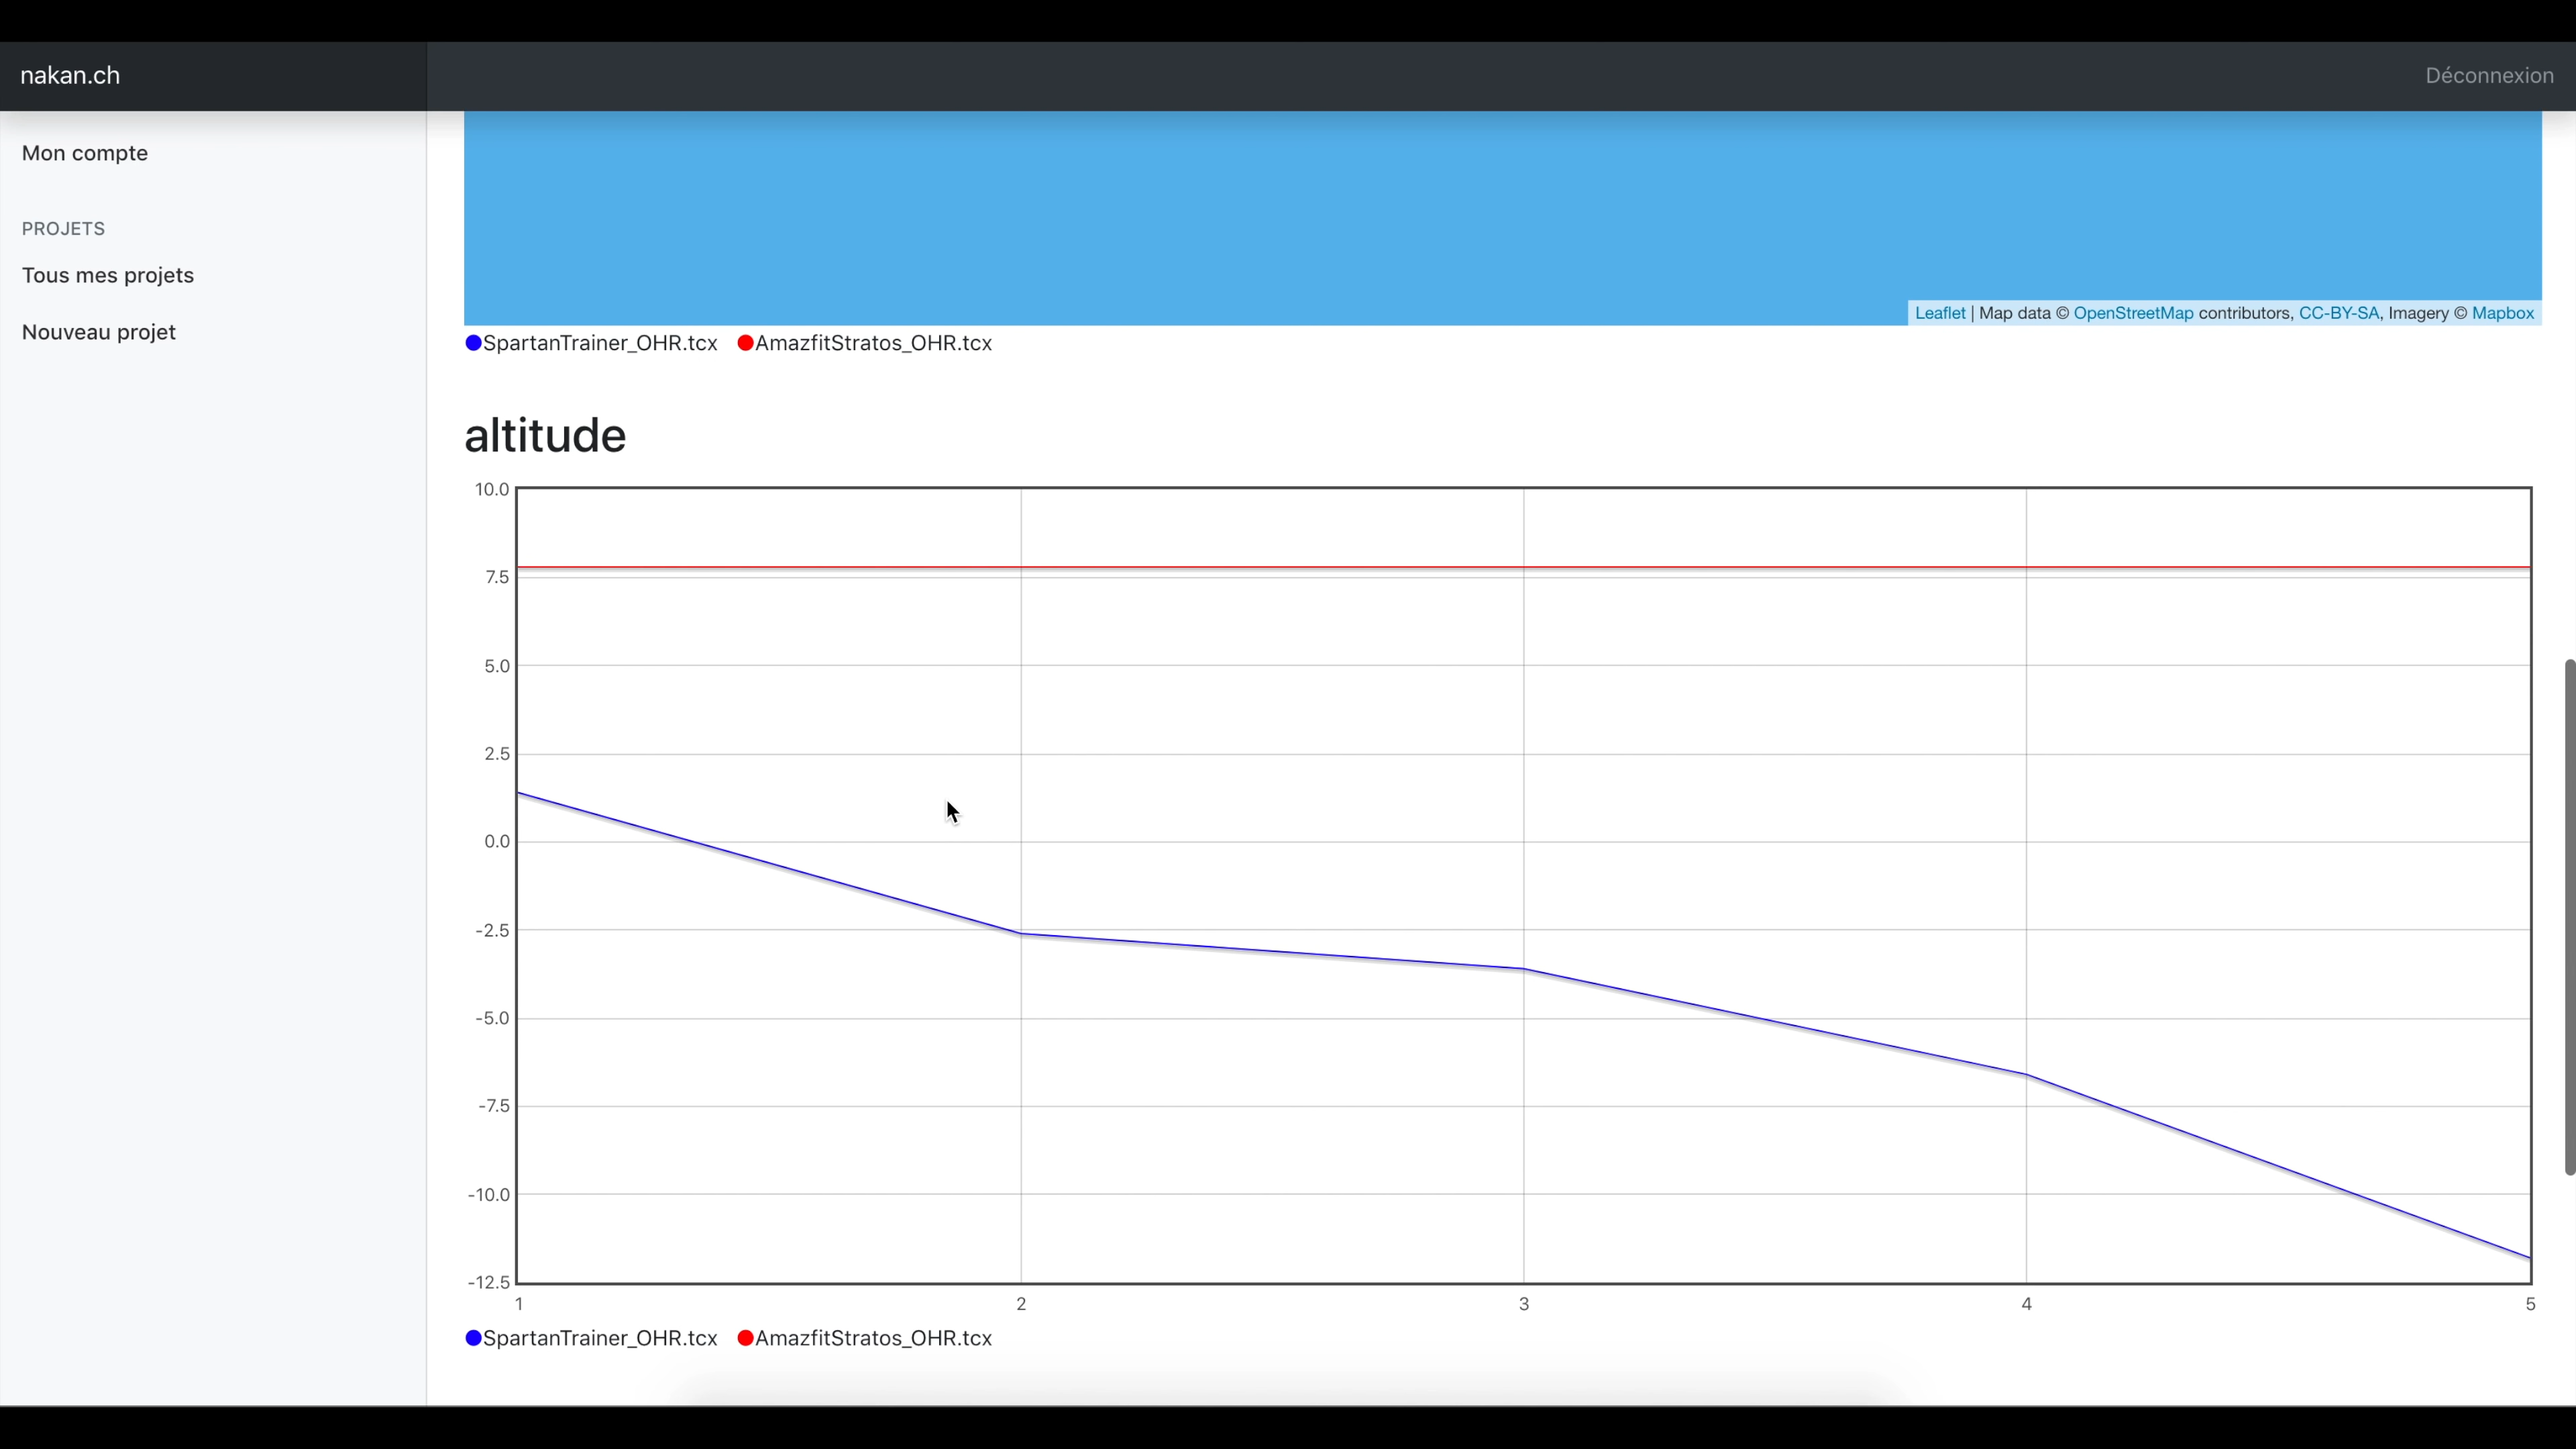 nakan.ch
Déconnexion
Mon compte
PROJETS
Tous mes projets
Nouveau projet
Leaflet | Map data © OpenStreetMap contributors, CC-BY-SA, Imagery © Mapbox
SpartanTrainer_OHR.tcx AmazfitStratos_OHR.tcx
altitude
10.0
7.5
5.0
2.5
0.0
-2.5
-5.0
-7.5
-10.0
-12.5
1 2 3 4 5
SpartanTrainer_OHR.tcx AmazfitStratos_OHR.tcx